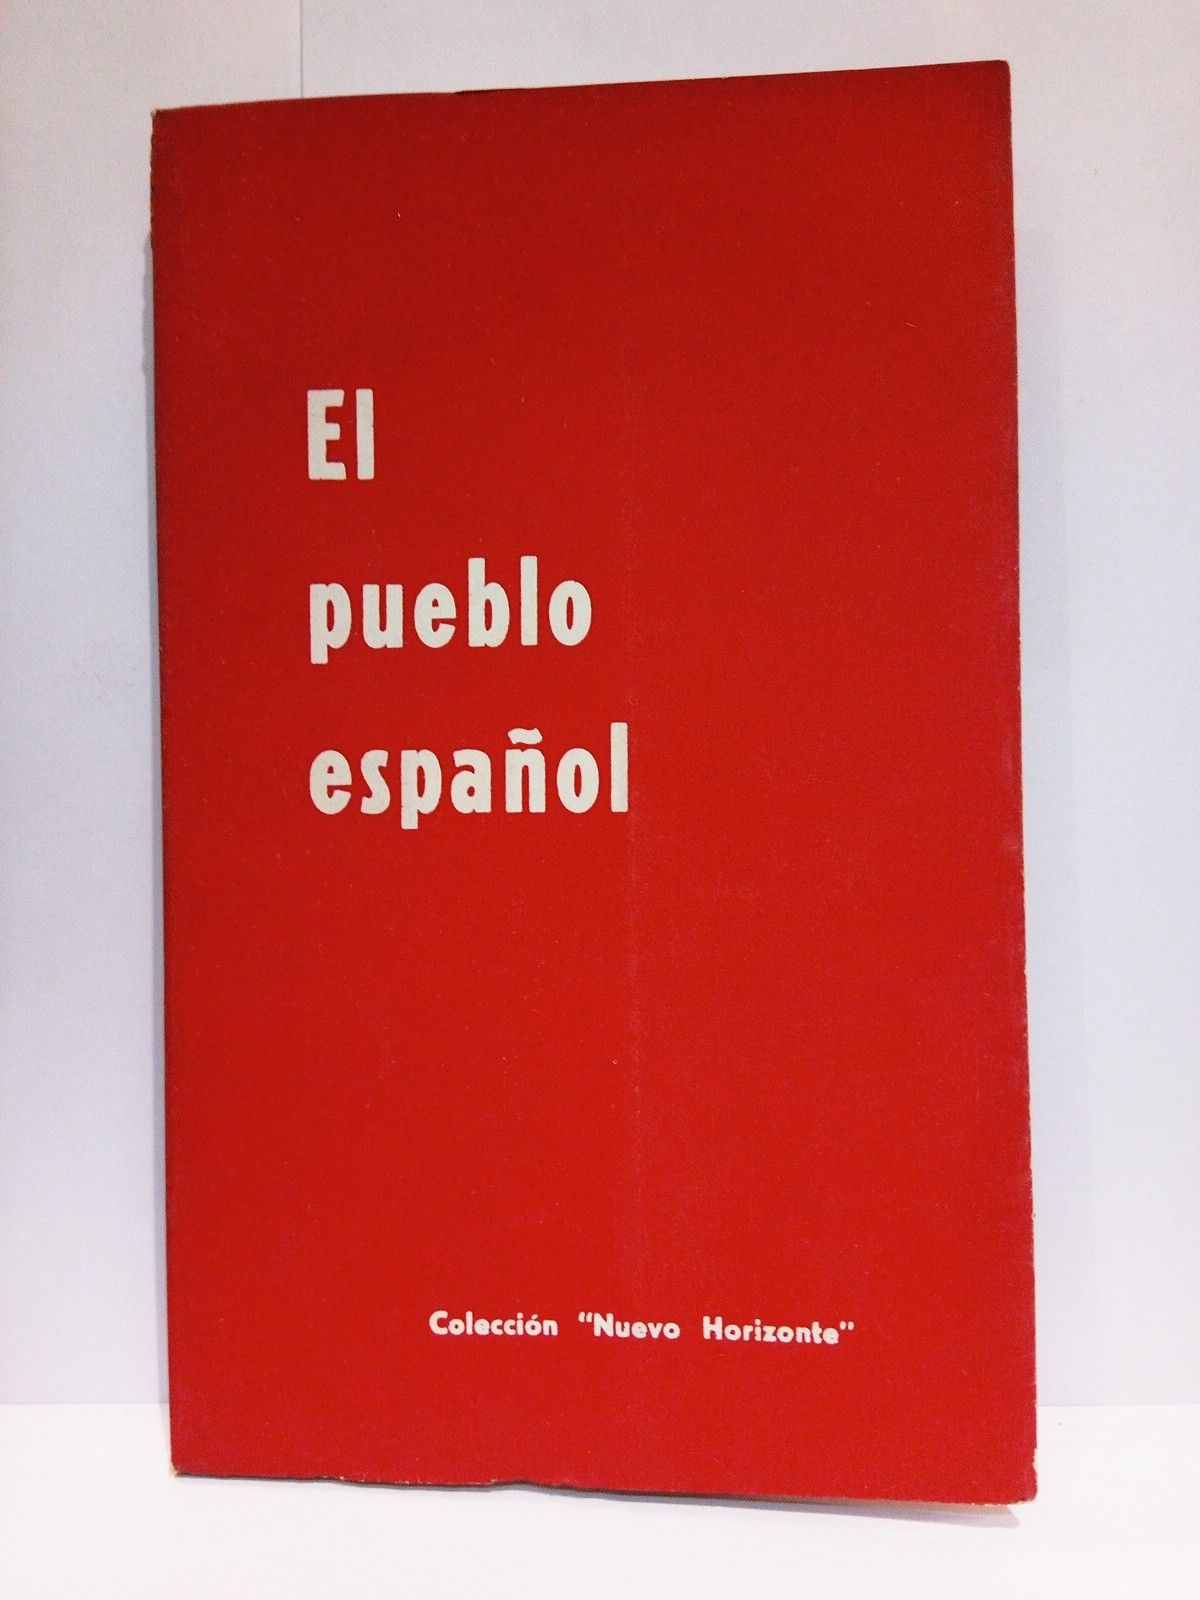 El
pueblo
español
Colección "Nuevo Horizonte"